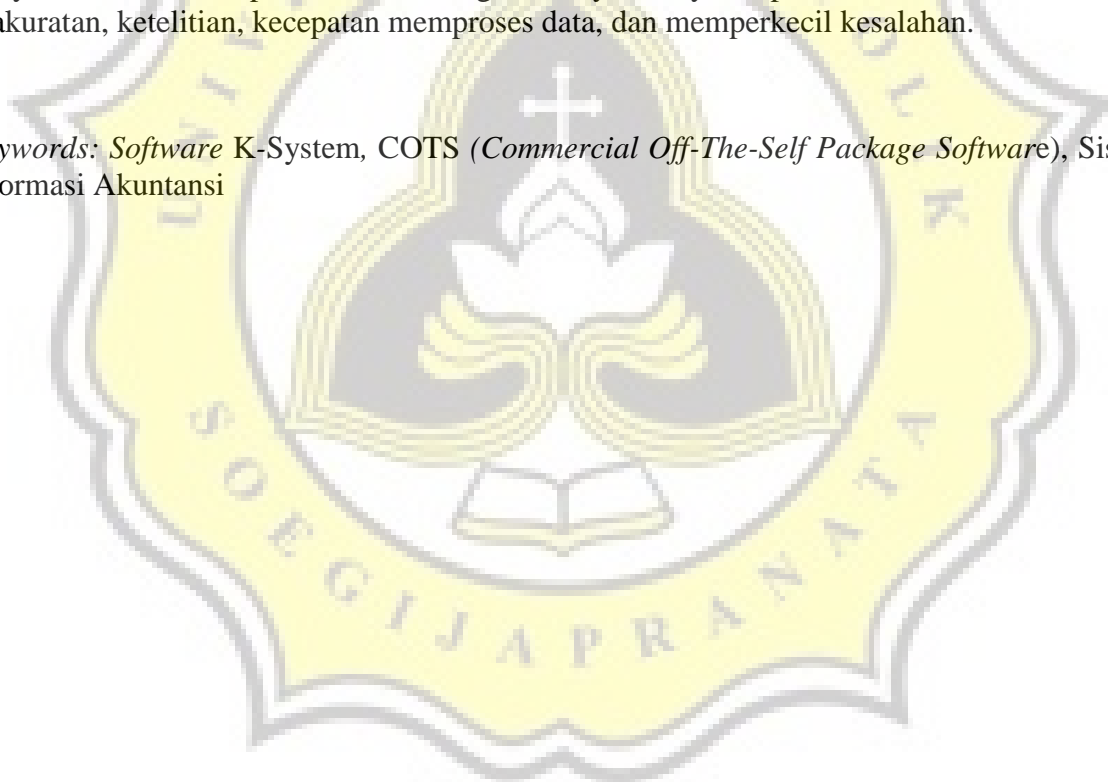 akuratan, ketelitian, kecepatan memproses data, dan memperkecil kesalahan.
ywords: Software K-System, COTS (Commercial Off-The-Self Package Software), Sis
ormasi Akuntansi
SOEGIJAPRANATA